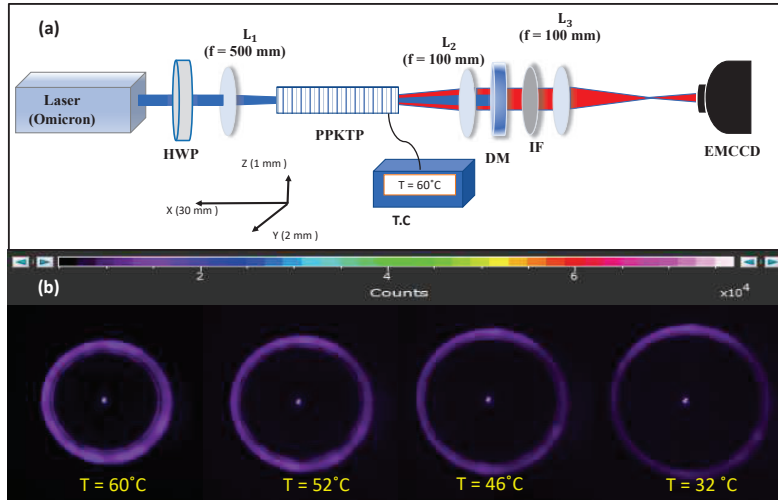 (a)
L₁
(f = 500 mm)
L₂
(f = 100 mm)
L₃
(f = 100 mm)
Laser
(Omicron)
HWP
PPKTP
DM
IF
EMCCD
Z (1 mm )
X (30 mm )
Y (2 mm )
T = 60˚C
T.C
2
4
6
Counts
x10⁴
(b)
T = 60˚C
T = 52˚C
T = 46˚C
T = 32˚C